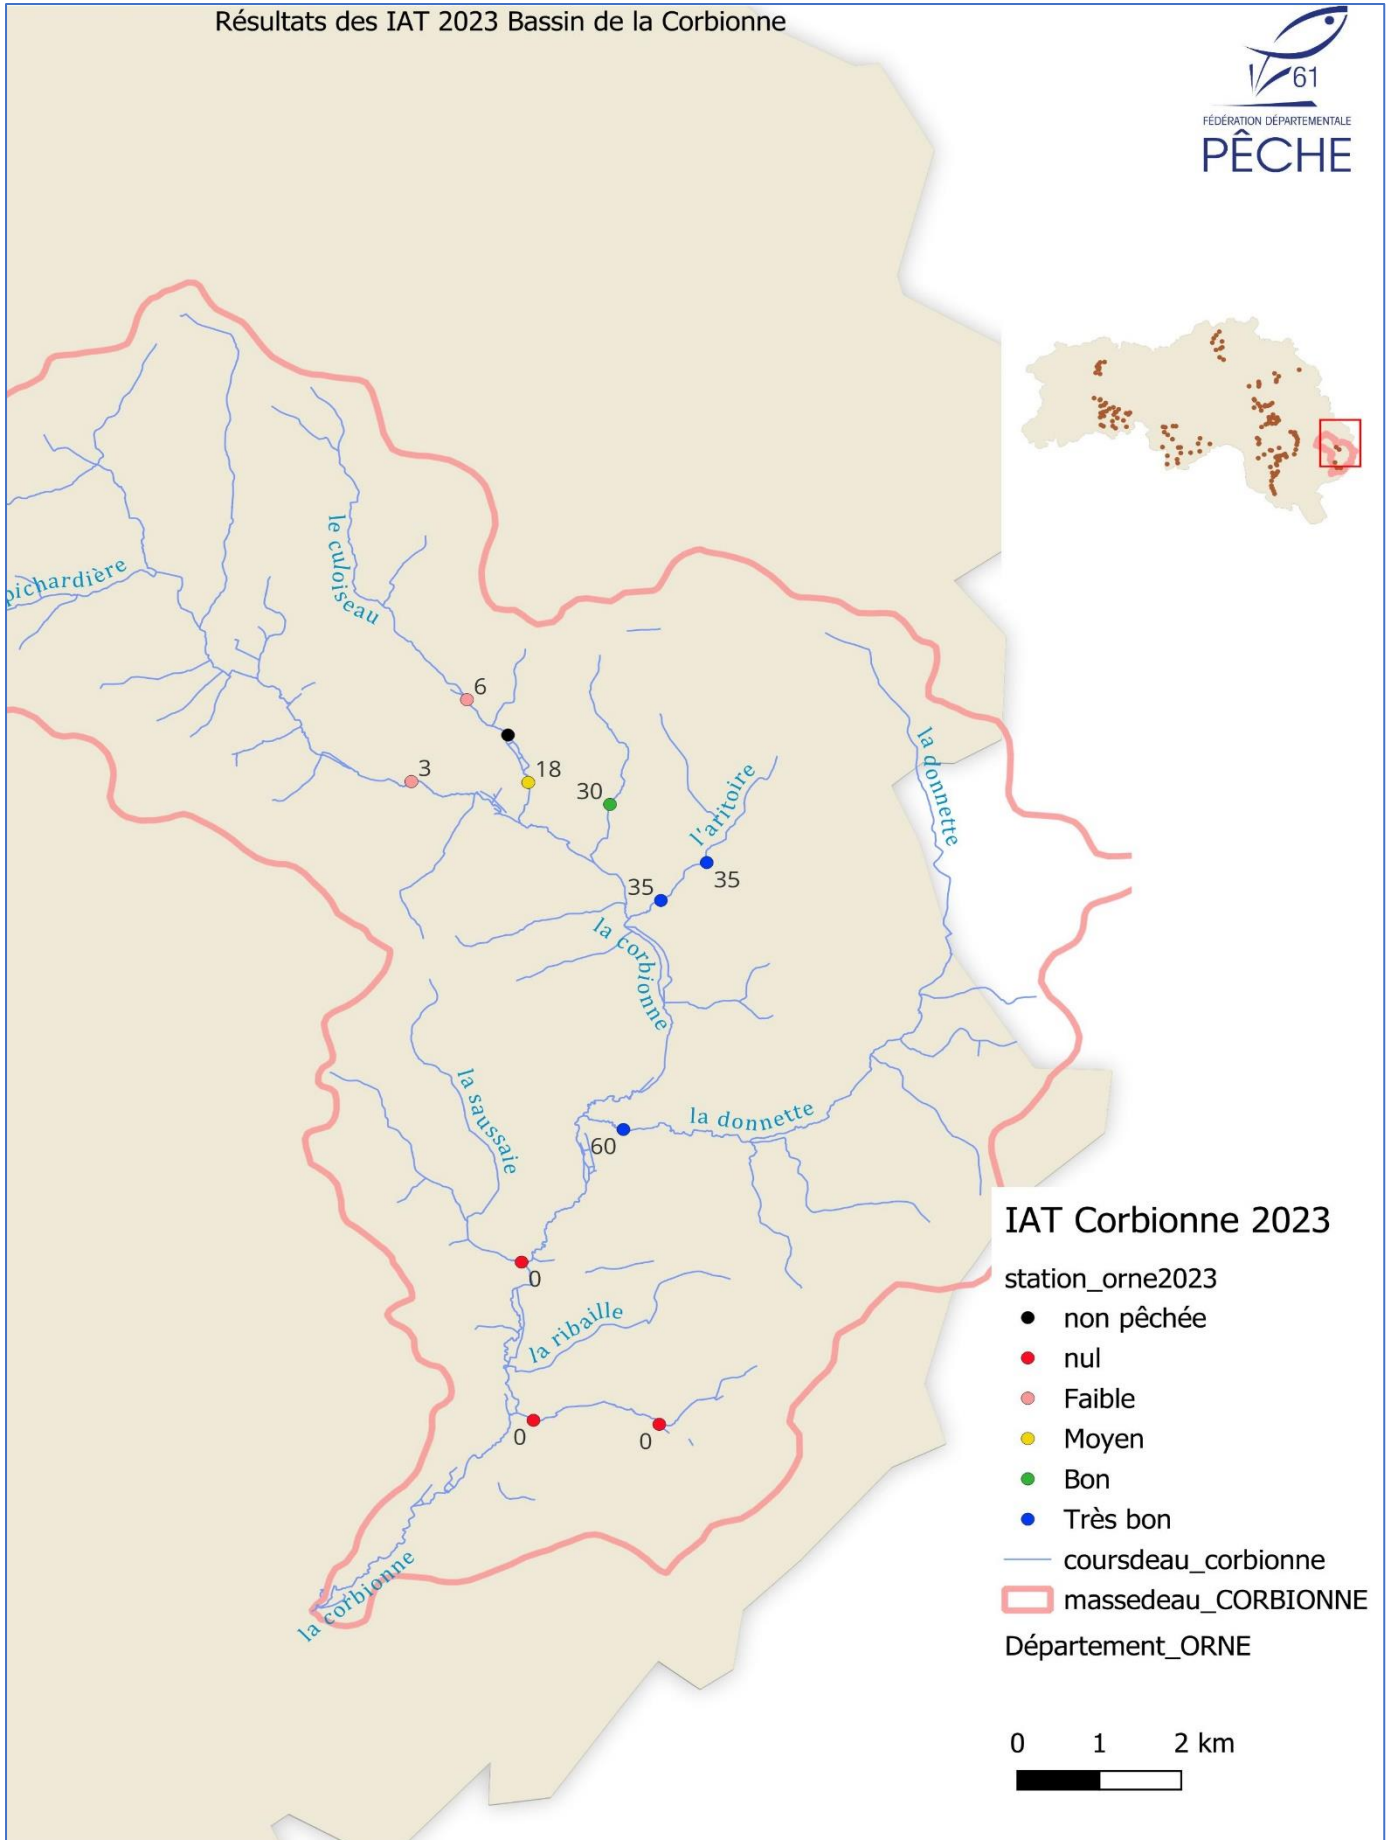 Résultats des IAT 2023 Bassin de la Corbionne
61
FÉDÉRATION DÉPARTEMENTALE
PÊCHE
le culoiseau
pichardière
6
3
18
30
l'aritoire
35
35
la donnette
la corbionne
la saussaie
la donnette
60
0
la ribaille
0
0
la corbionne
IAT Corbionne 2023
station_orne2023
non pêchée
nul
Faible
Moyen
Bon
Très bon
coursdeau_corbionne
massedeau_CORBIONNE
Département_ORNE
0 1 2 km